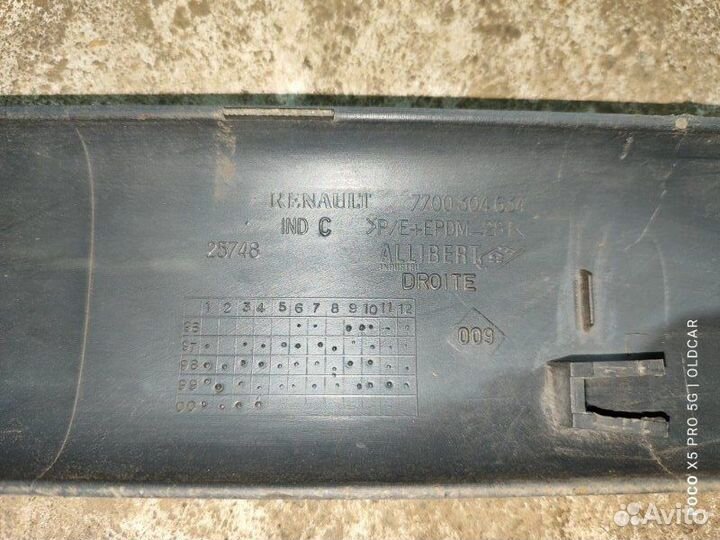 RENAULT 7700 304 634
IND C >P/E+EPDM
25748 ALLIBERT
INDUSTRIE
DROITE
1 2 3 4 5 6 7 8 9 10 11 12
96
97
98
99
00
009
POCO X5 PRO 5G | OLDCAR
Avito